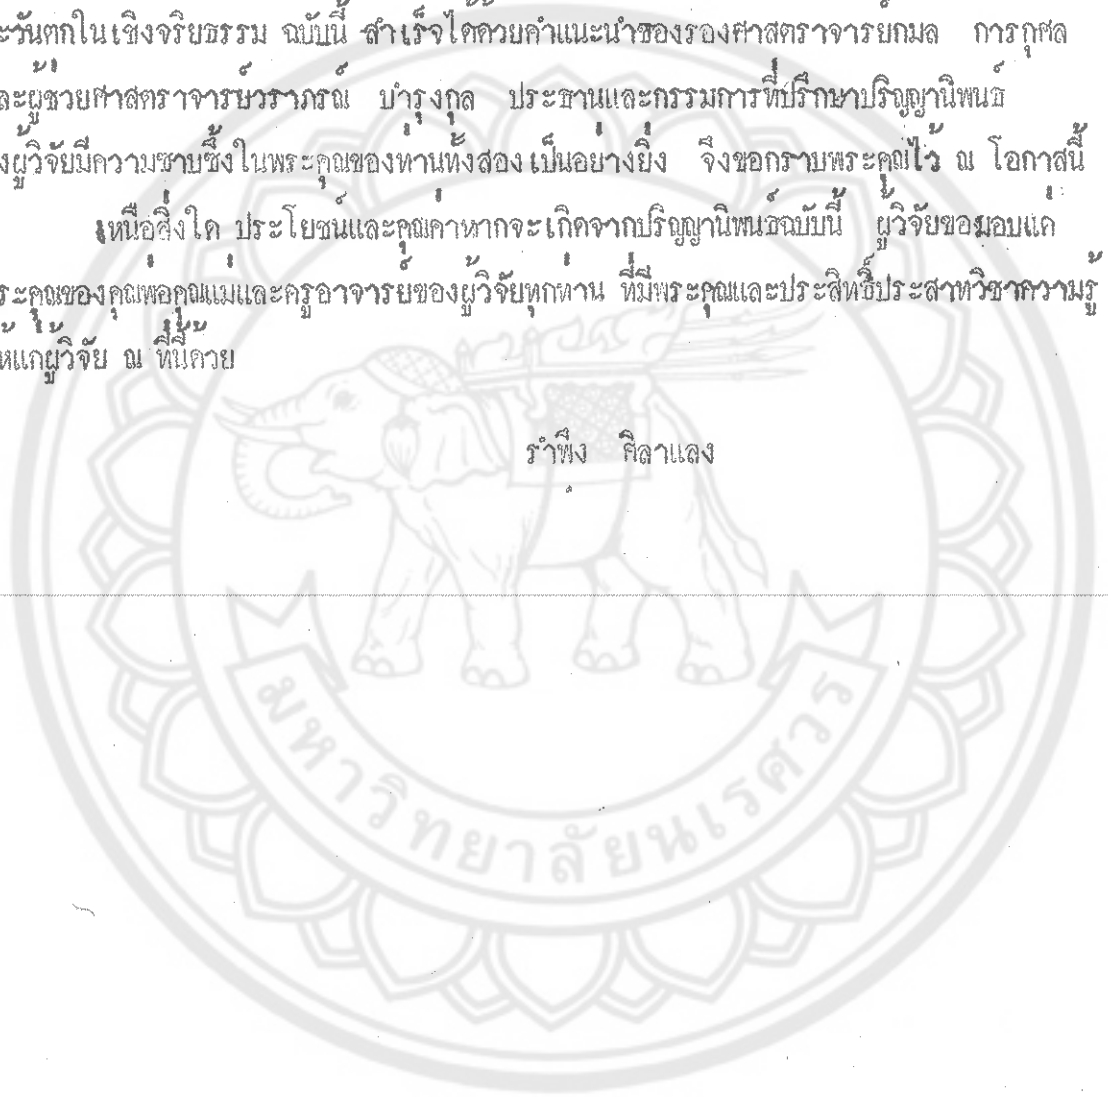 ะวันตกในเชิงจริยธรรม ฉบับนี้ สำเร็จได้ด้วยคำแนะนำของรองศาสตราจารย์กมล การกุศล
ละผู้ช่วยศาสตราจารย์วราภรณ์ บำรุงกุล ประธานและกรรมการที่ปรึกษาปริญญานิพนธ์
งผู้วิจัยมีความซาบซึ้งในพระคุณของท่านทั้งสองเป็นอย่างยิ่ง จึงขอกราบพระคุณไว้ ณ โอกาสนี้
เหนือสิ่งใด ประโยชน์และคุณค่าหากจะเกิดจากปริญญานิพนธ์ฉบับนี้ ผู้วิจัยขอมอบแด่
ระคุณของคุณพ่อคุณแม่และครูอาจารย์ของผู้วิจัยทุกท่าน ที่มีพระคุณและประสิทธิ์ประสาทวิชาความรู้
ห้แก่ผู้วิจัย ณ ที่นี้ด้วย
รำพึง ศิลาแลง
มหาวิทยาลัยนเรศวร